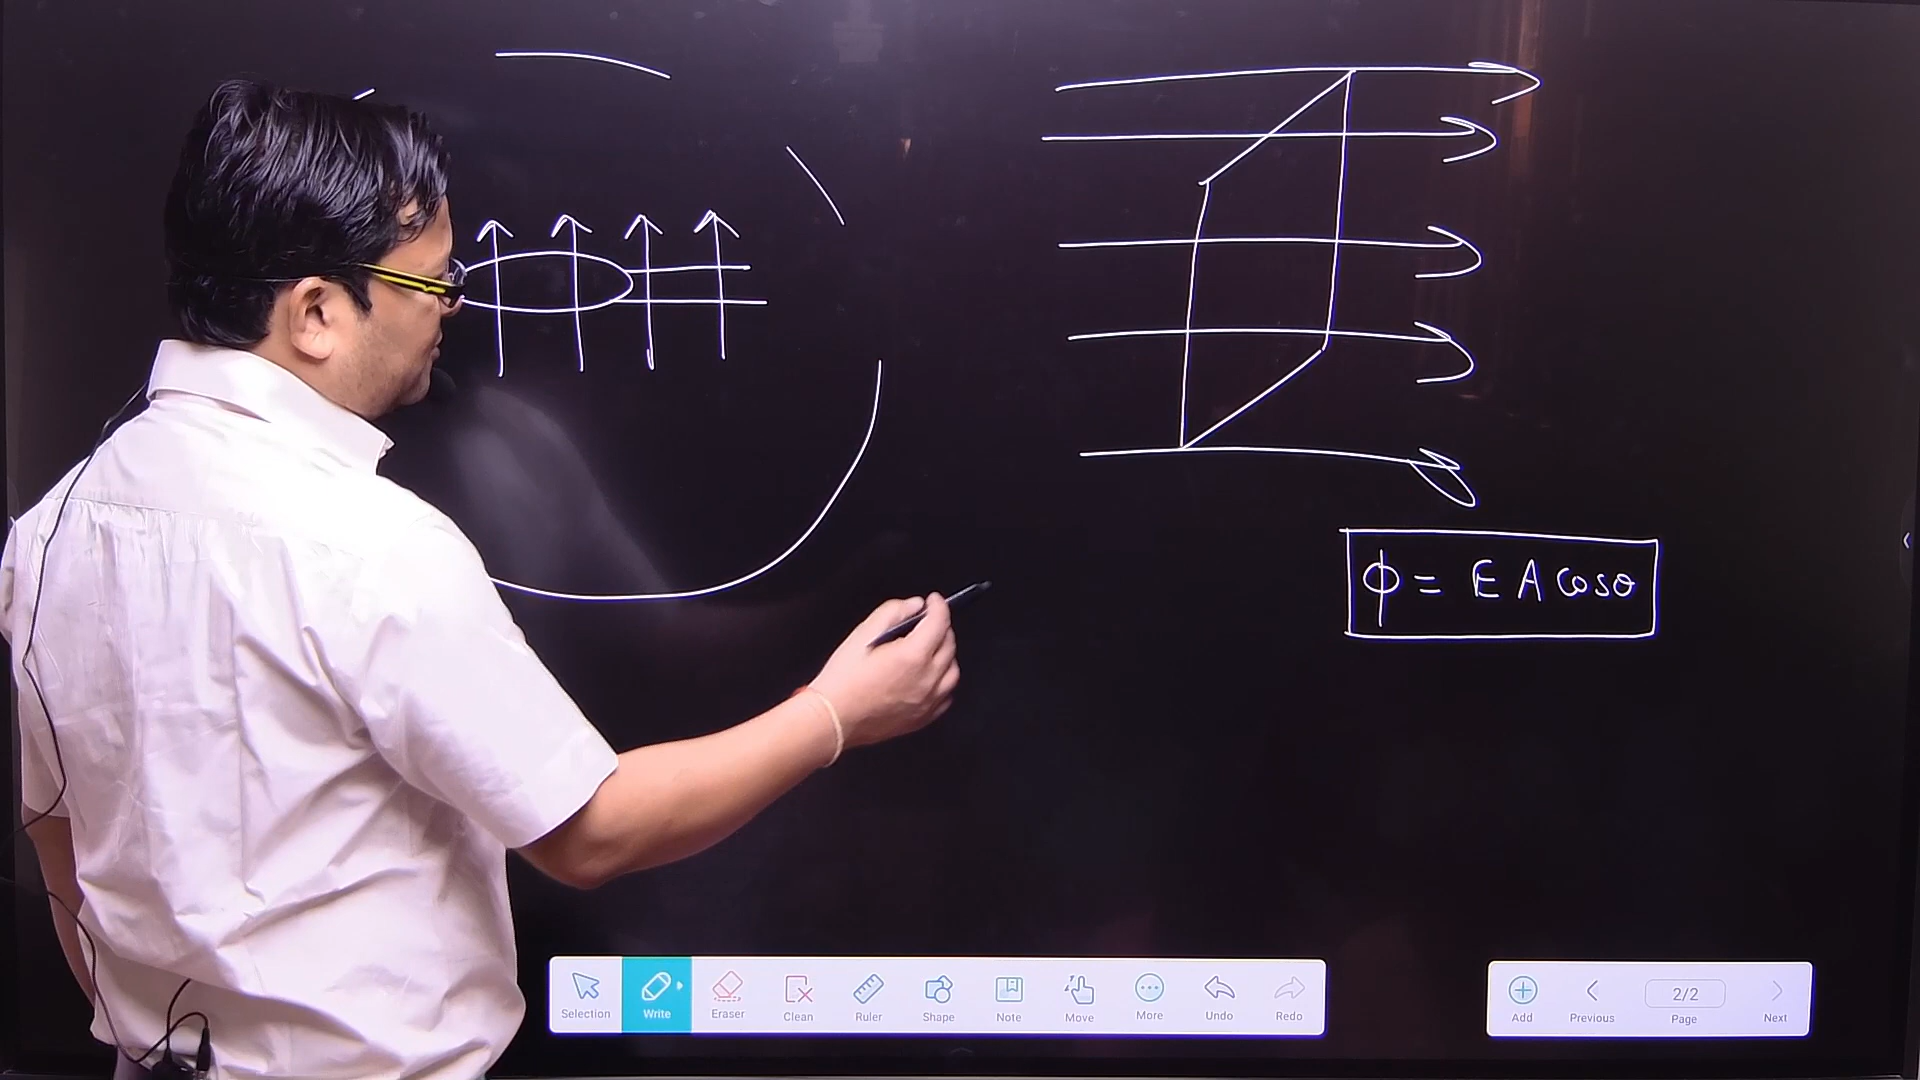 ϕ = E A cosθ
Selection Write Eraser Clean Ruler Shape Note Move More Undo Redo
Add Previous 2/2 Page Next